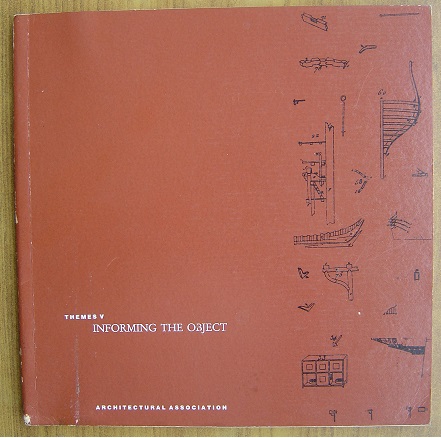 THEMES V
INFORMING THE OBJECT
ARCHITECTURAL ASSOCIATION